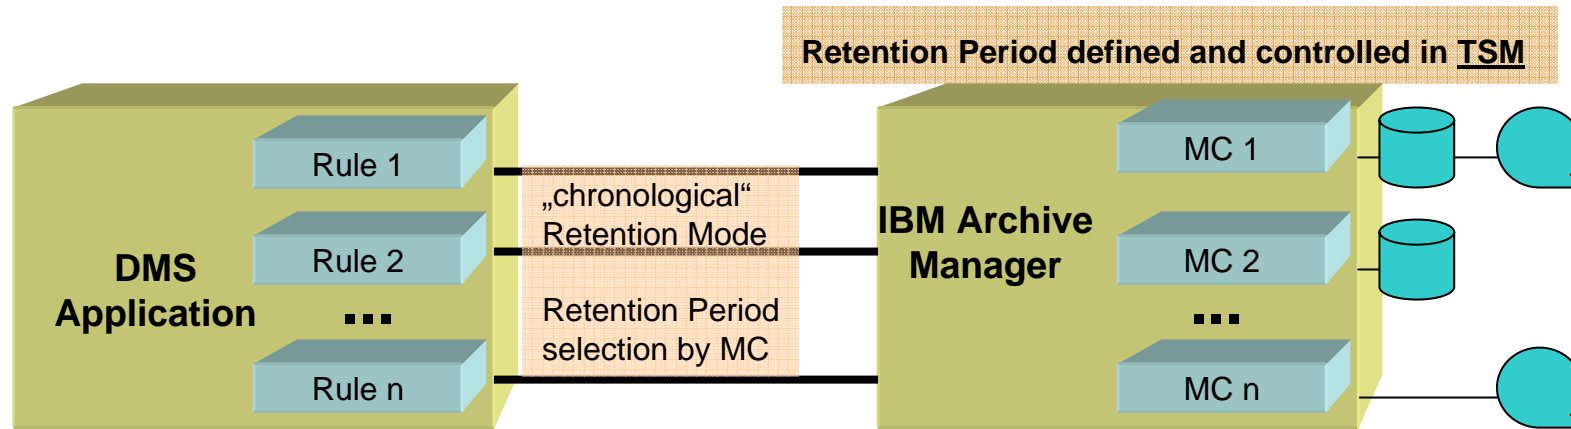 Retention Period defined and controlled in TSM
Rule 1
Rule 2
...
Rule n
DMS
Application
„chronological“
Retention Mode
Retention Period
selection by MC
IBM Archive
Manager
MC 1
MC 2
...
MC n